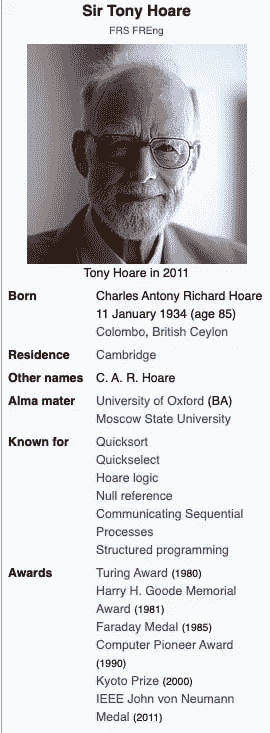 Sir Tony Hoare
FRS FREng
Tony Hoare in 2011
Born Charles Antony Richard Hoare
11 January 1934 (age 85)
Colombo, British Ceylon
Residence Cambridge
Other names C. A. R. Hoare
Alma mater University of Oxford (BA)
Moscow State University
Known for Quicksort
Quickselect
Hoare logic
Null reference
Communicating Sequential
Processes
Structured programming
Awards Turing Award (1980)
Harry H. Goode Memorial
Award (1981)
Faraday Medal (1985)
Computer Pioneer Award
(1990)
Kyoto Prize (2000)
IEEE John von Neumann
Medal (2011)